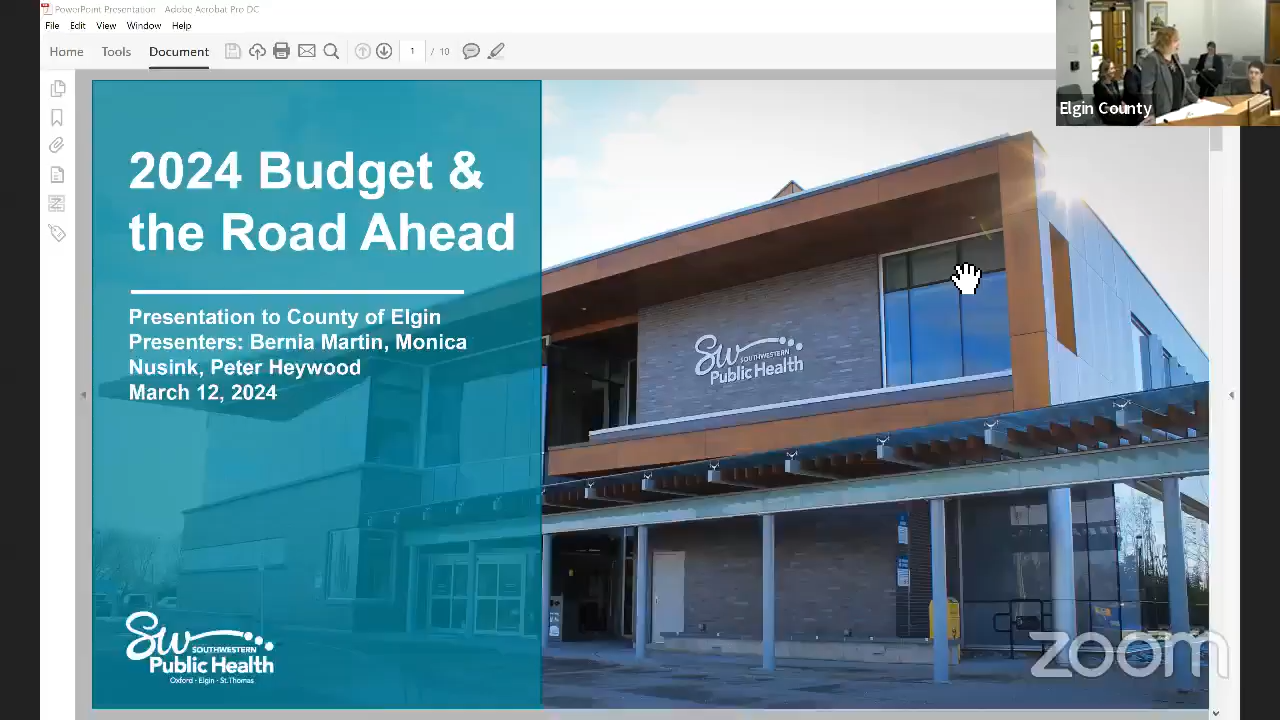 PowerPoint Presentation - Adobe Acrobat Pro DC
File Edit View Window Help
Home Tools Document 1 / 10
Elgin County
2024 Budget &
the Road Ahead
Presentation to County of Elgin
Presenters: Bernia Martin, Monica
Nusink, Peter Heywood
March 12, 2024
SW SOUTHWESTERN
Public Health
SW SOUTHWESTERN
Public Health
Oxford · Elgin · St.Thomas
zoom